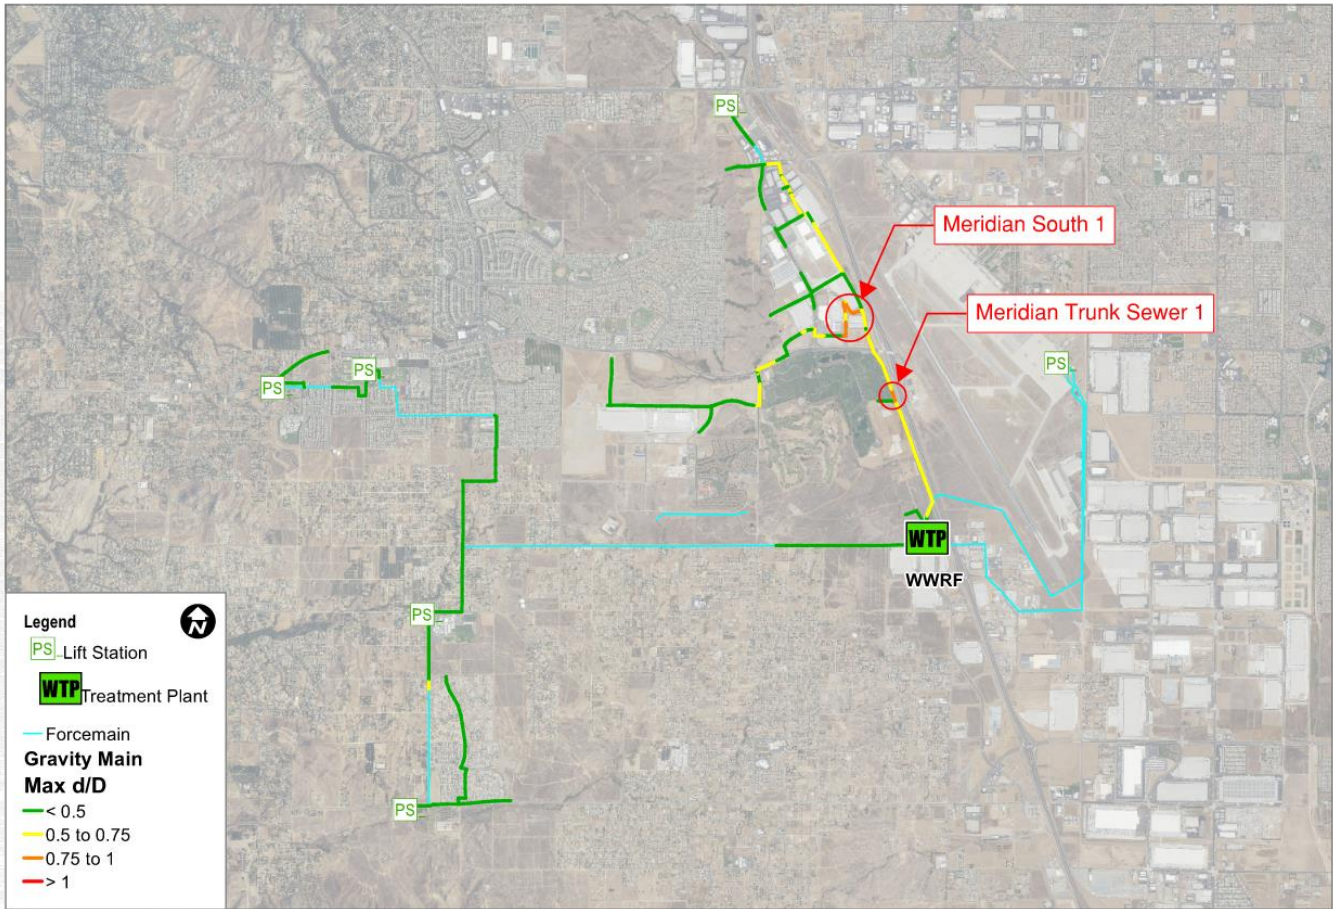 PS
Meridian South 1
Meridian Trunk Sewer 1
PS
PS
PS
WTP
WWRF
PS
PS
Legend
N
PS Lift Station
WTP Treatment Plant
Forcemain
Gravity Main
Max d/D
< 0.5
0.5 to 0.75
0.75 to 1
> 1